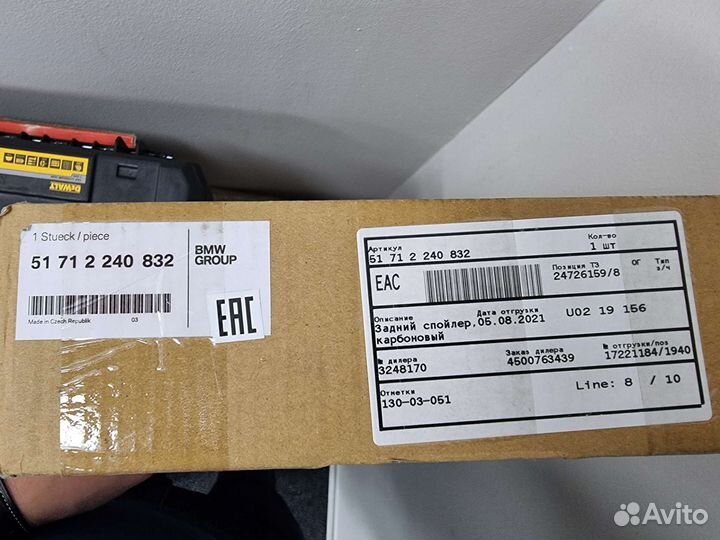 DEWALT
1 Stueck / piece
51 71 2 240 832
BMW
GROUP
Made in Czech Republik
03
EAC
Артикул
51 71 2 240 832
Кол-во
1 шт
EAC
Позиция ТЗ
24726159/8
ОГ
Тип
з/ч
Описание
Дата отгрузки
Задний спойлер,
карбоновый
05.08.2021
U02 19 156
№ дилера
3248170
Заказ дилера
4500763439
№ отгрузки/поз
17221184/1940
Отметки
130-03-051
Line: 8 / 10
Avito